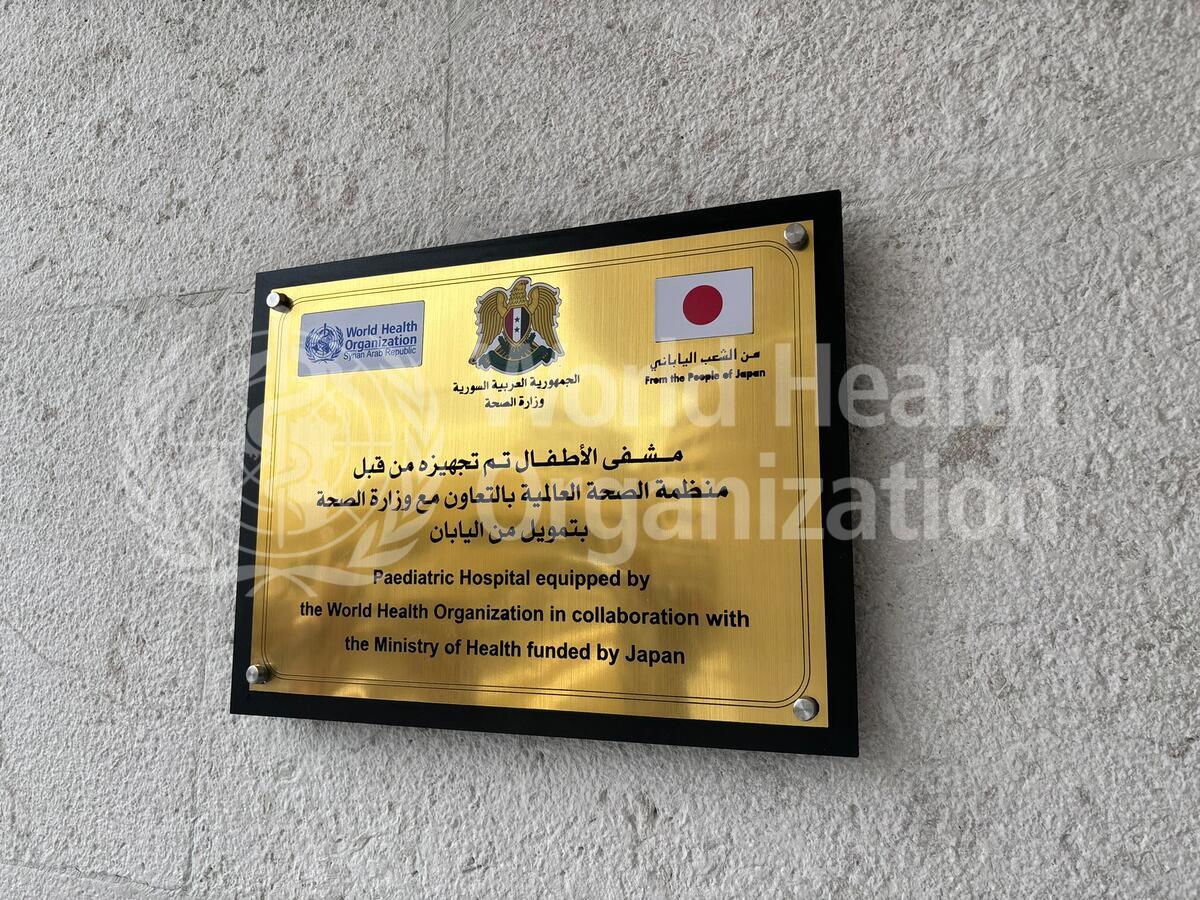 World Health
Organization
Syrian Arab Republic
الجمهورية العربية السورية
وزارة الصحة
من الشعب الياباني
From the People of Japan
مشفى الأطفال تم تجهيزه من قبل
منظمة الصحة العالمية بالتعاون مع وزارة الصحة
بتمويل من اليابان
Paediatric Hospital equipped by
the World Health Organization in collaboration with
the Ministry of Health funded by Japan
World Health
Organization